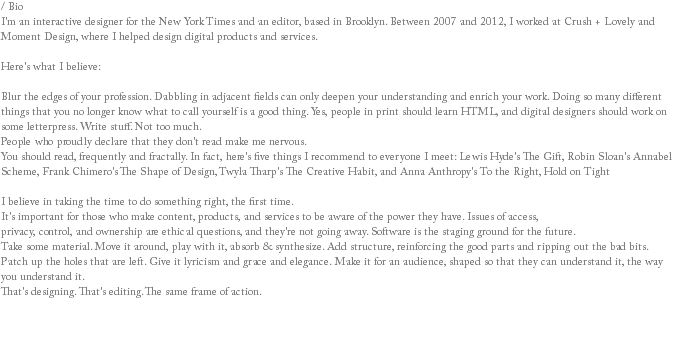 / Bio
I'm an interactive designer for the New York Times and an editor, based in Brooklyn. Between 2007 and 2012, I worked at Crush + Lovely and
Moment Design, where I helped design digital products and services.
Here's what I believe:
Blur the edges of your profession. Dabbling in adjacent fields can only deepen your understanding and enrich your work. Doing so many different
things that you no longer know what to call yourself is a good thing. Yes, people in print should learn HTML, and digital designers should work on
some letterpress. Write stuff. Not too much.
People who proudly declare that they don't read make me nervous.
You should read, frequently and fractally. In fact, here's five things I recommend to everyone I meet: Lewis Hyde's The Gift, Robin Sloan's Annabel
Scheme, Frank Chimero's The Shape of Design, Twyla Tharp's The Creative Habit, and Anna Anthropy's To the Right, Hold on Tight
I believe in taking the time to do something right, the first time.
It's important for those who make content, products, and services to be aware of the power they have. Issues of access,
privacy, control, and ownership are ethical questions, and they're not going away. Software is the staging ground for the future.
Take some material. Move it around, play with it, absorb & synthesize. Add structure, reinforcing the good parts and ripping out the bad bits.
Patch up the holes that are left. Give it lyricism and grace and elegance. Make it for an audience, shaped so that they can understand it, the way
you understand it.
That's designing. That's editing. The same frame of action.